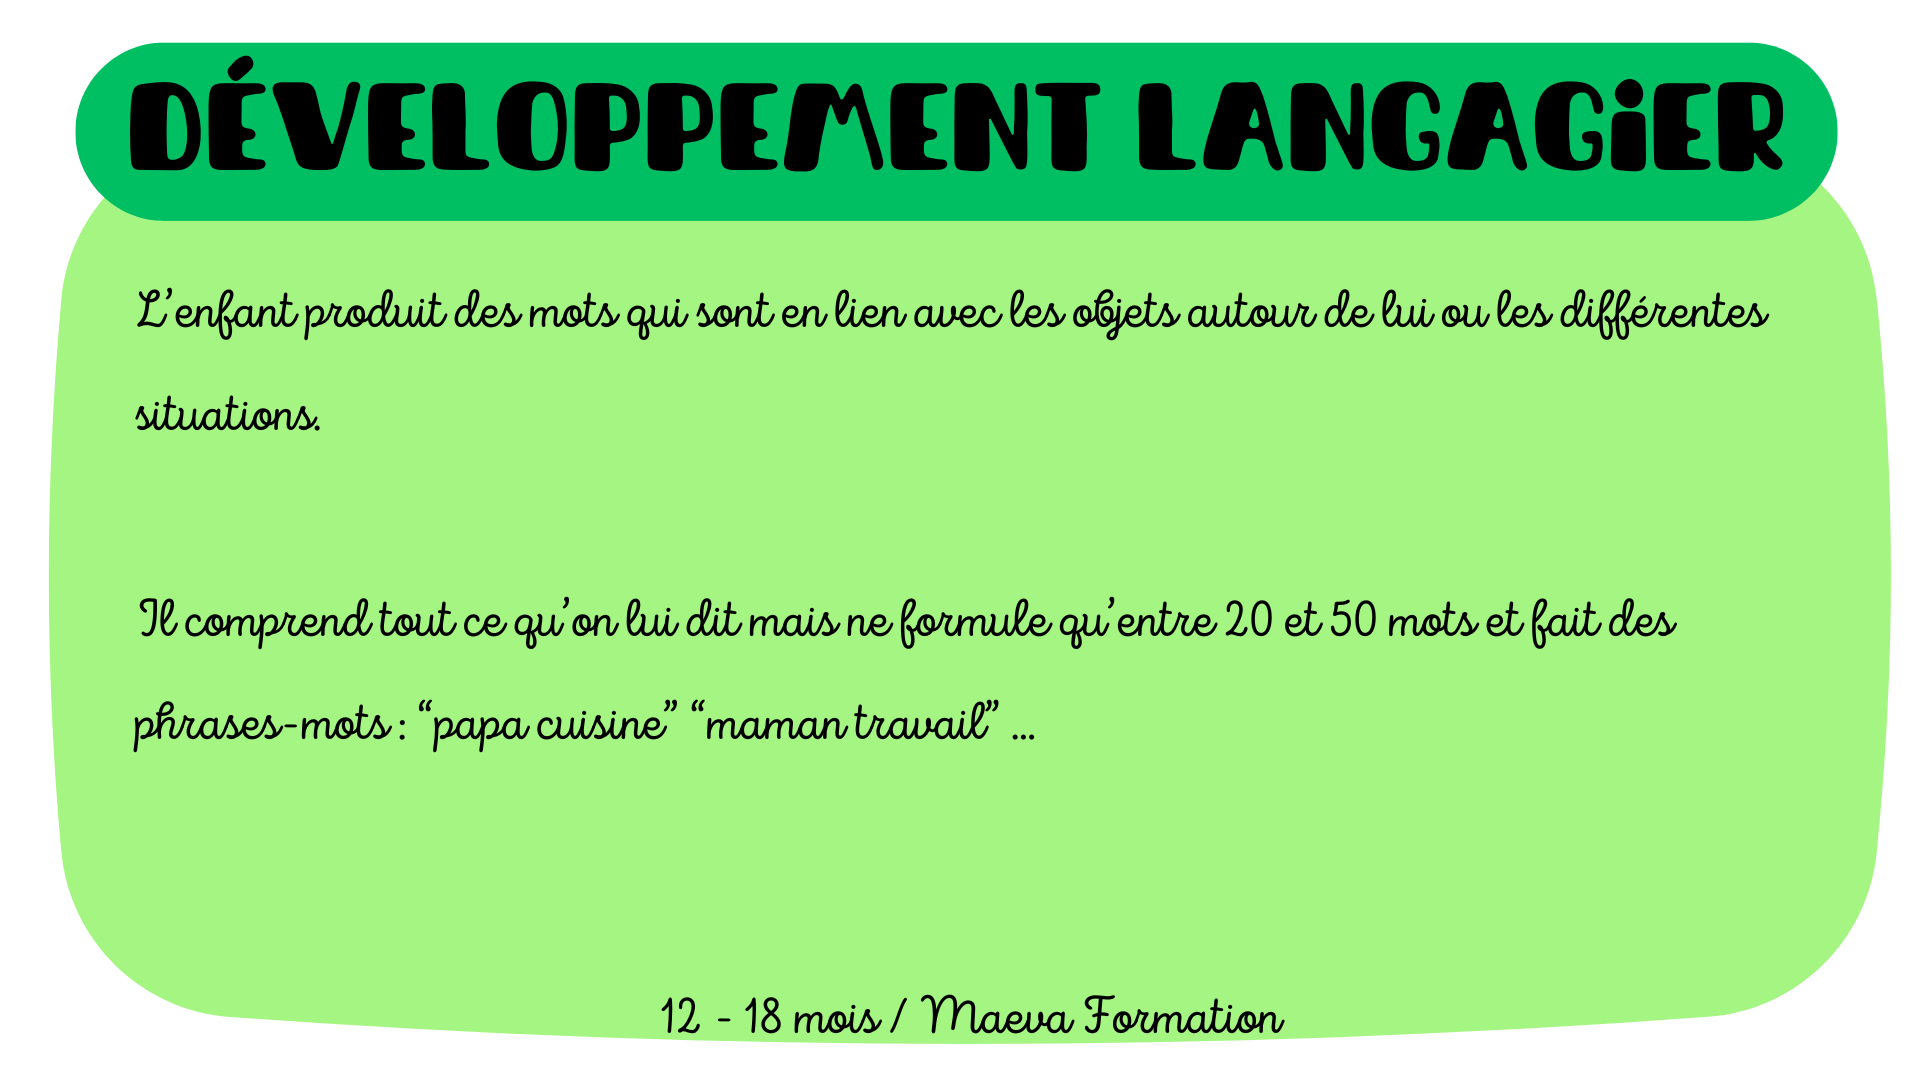 DÉVELOPPEMENT LANGAGiER
L’enfant produit des mots qui sont en lien avec les objets autour de lui ou les différentes
situations.
Il comprend tout ce qu’on lui dit mais ne formule qu’entre 20 et 50 mots et fait des
phrases-mots : “papa cuisine” “maman travail” ...
12 - 18 mois / Maeva Formation